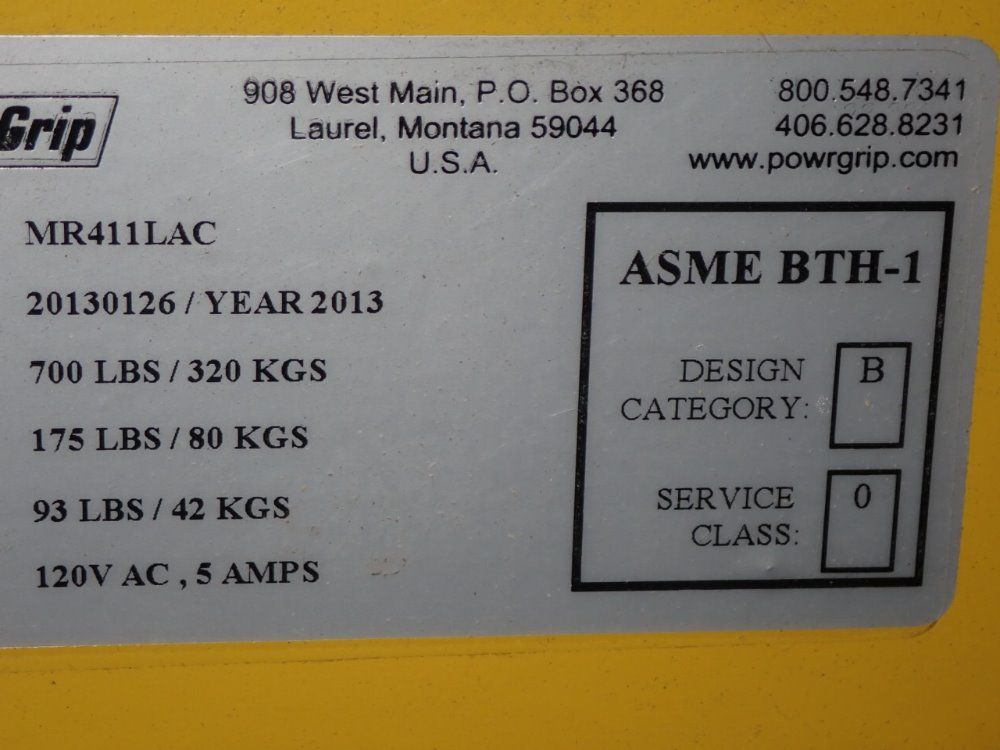 Grip
908 West Main, P.O. Box 368
Laurel, Montana 59044
U.S.A.
800.548.7341
406.628.8231
www.powrgrip.com
MR411LAC
20130126 / YEAR 2013
700 LBS / 320 KGS
175 LBS / 80 KGS
93 LBS / 42 KGS
120V AC , 5 AMPS
ASME BTH-1
DESIGN
CATEGORY:
B
SERVICE
CLASS:
0